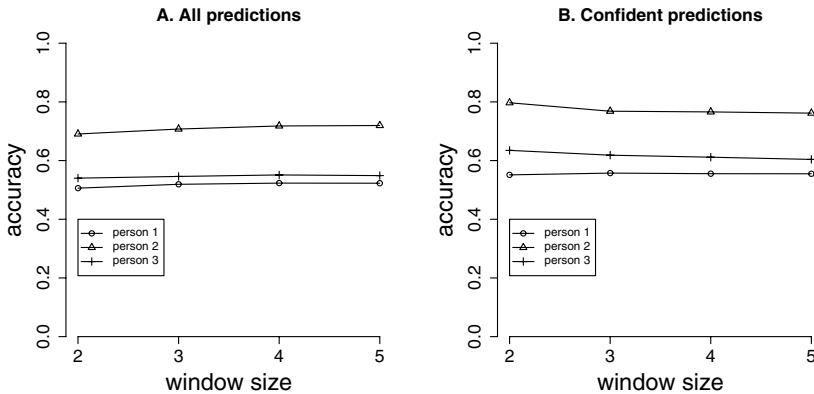 A. All predictions
accuracy
1.0
0.8
0.6
0.4
0.2
0.0
person 1
person 2
person 3
2 3 4 5
window size
B. Confident predictions
accuracy
1.0
0.8
0.6
0.4
0.2
0.0
person 1
person 2
person 3
2 3 4 5
window size